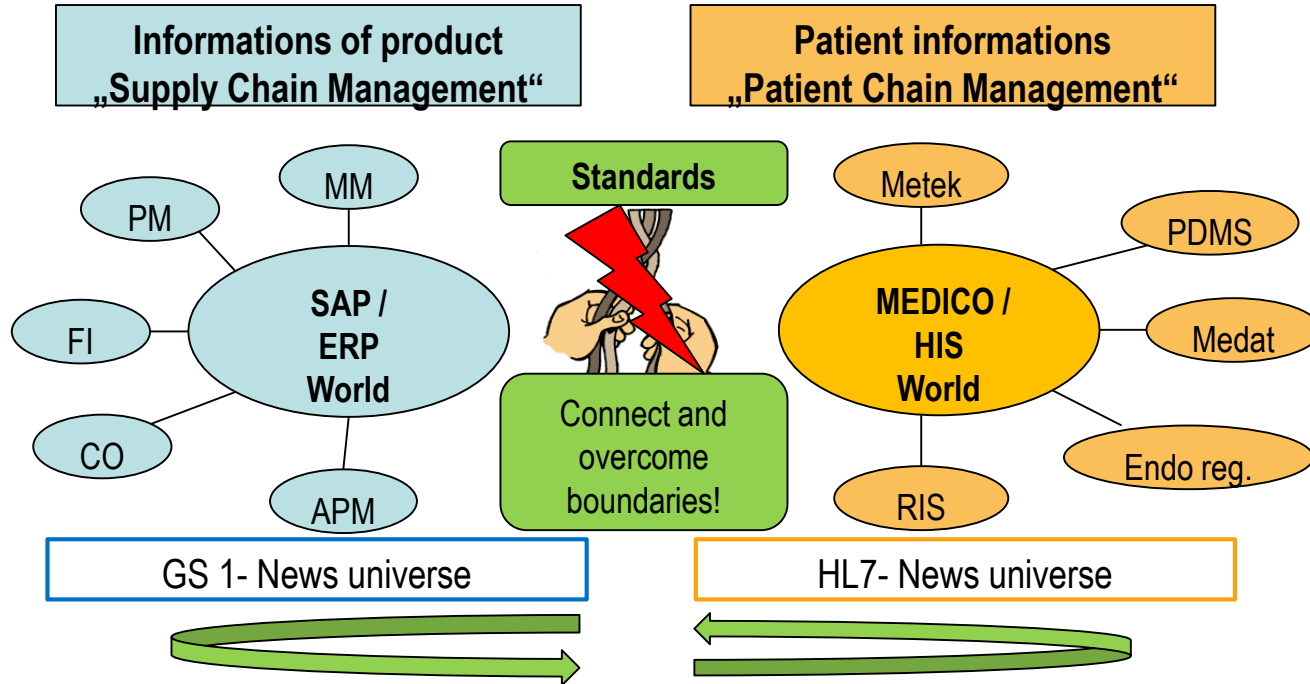 Informations of product
„Supply Chain Management“
Patient informations
„Patient Chain Management“
MM
PM
FI
CO
APM
SAP /
ERP
World
Standards
Connect and
overcome
boundaries!
Metek
PDMS
Medat
Endo reg.
RIS
MEDICO /
HIS
World
GS 1- News universe
HL7- News universe